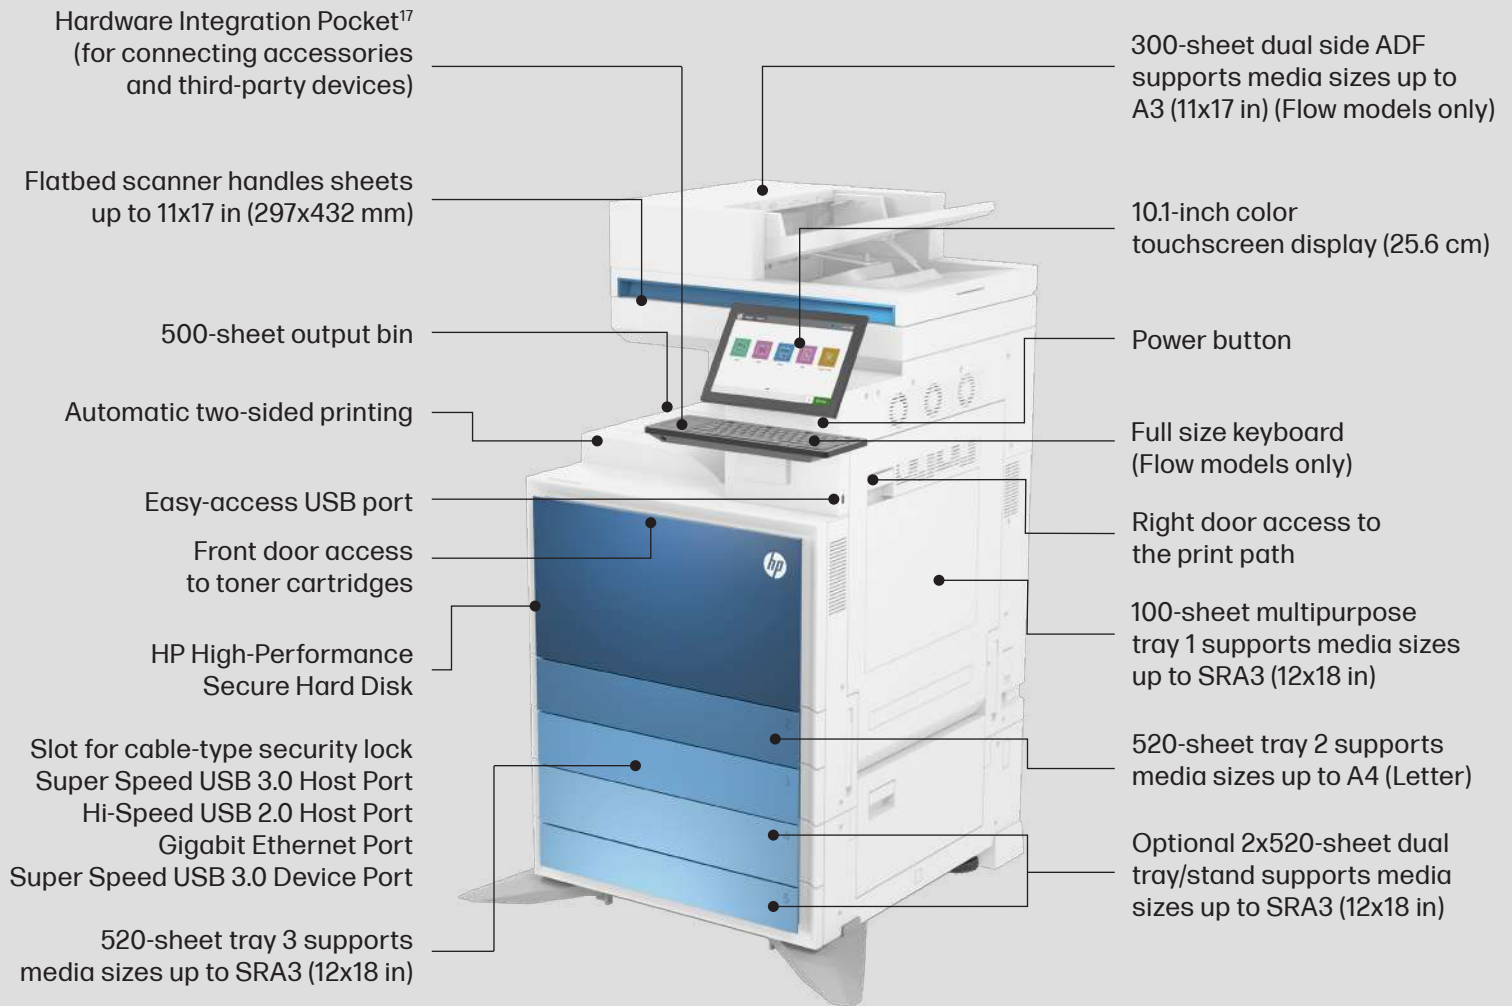 Hardware Integration Pocket17
(for connecting accessories
and third-party devices)
Flatbed scanner handles sheets
up to 11x17 in (297x432 mm)
500-sheet output bin
Automatic two-sided printing
Easy-access USB port
Front door access
to toner cartridges
HP High-Performance
Secure Hard Disk
Slot for cable-type security lock
Super Speed USB 3.0 Host Port
Hi-Speed USB 2.0 Host Port
Gigabit Ethernet Port
Super Speed USB 3.0 Device Port
520-sheet tray 3 supports
media sizes up to SRA3 (12x18 in)
hp
2
3
4
5
300-sheet dual side ADF
supports media sizes up to
A3 (11x17 in) (Flow models only)
10.1-inch color
touchscreen display (25.6 cm)
Power button
Full size keyboard
(Flow models only)
Right door access to
the print path
100-sheet multipurpose
tray 1 supports media sizes
up to SRA3 (12x18 in)
520-sheet tray 2 supports
media sizes up to A4 (Letter)
Optional 2x520-sheet dual
tray/stand supports media
sizes up to SRA3 (12x18 in)